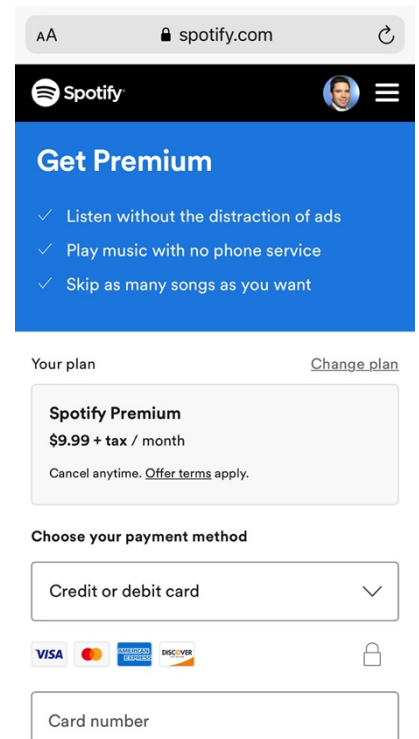 AA spotify.com
Spotify
Get Premium
Listen without the distraction of ads
Play music with no phone service
Skip as many songs as you want
Your plan Change plan
Spotify Premium
$9.99 + tax / month
Cancel anytime. Offer terms apply.
Choose your payment method
Credit or debit card
VISA AMERICAN EXPRESS DISCOVER
Card number